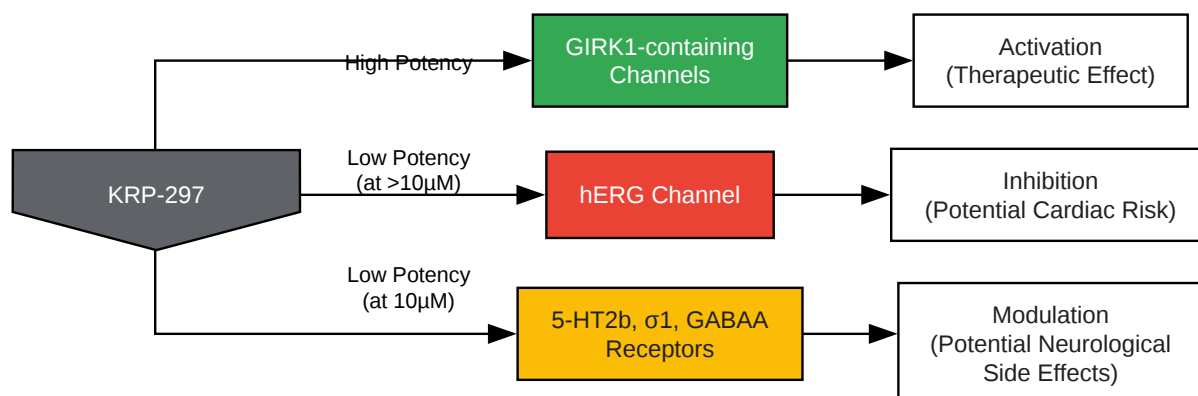 High Potency
GIRK1-containing
Channels
Activation
(Therapeutic Effect)
KRP-297
Low Potency
(at >10µM)
hERG Channel
Inhibition
(Potential Cardiac Risk)
Low Potency
(at 10µM)
5-HT2b, σ1, GABAA
Receptors
Modulation
(Potential Neurological
Side Effects)